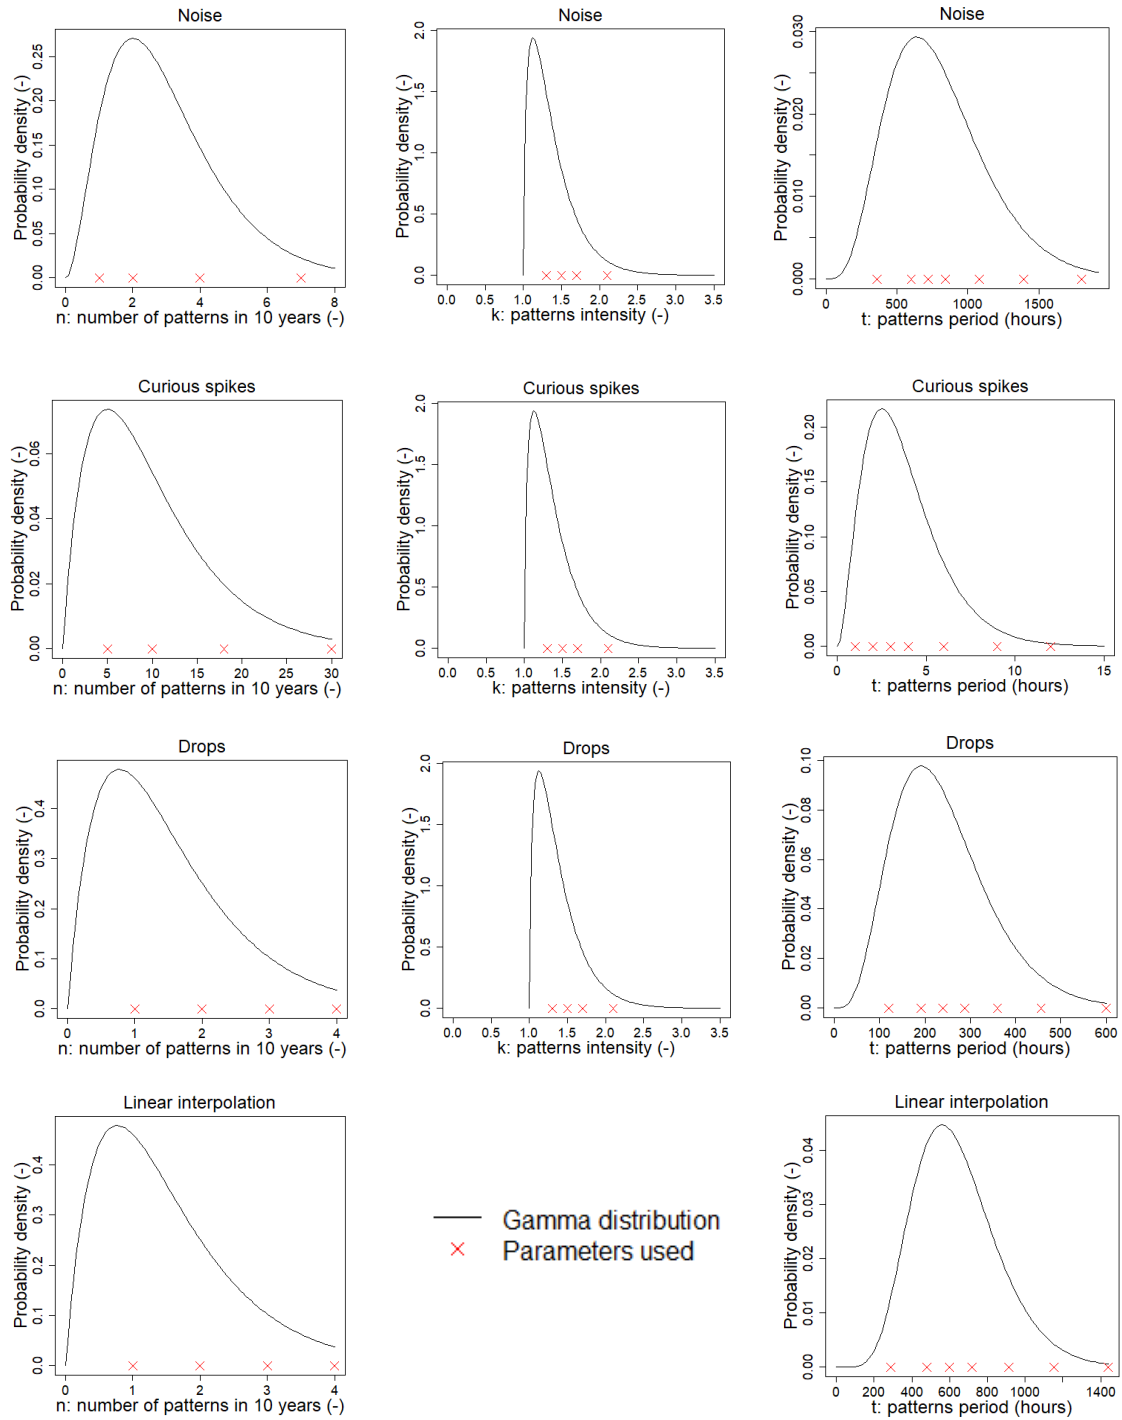 Noise
Probability density (-)
0.00 0.05 0.10 0.15 0.20 0.25
0 2 4 6 8
n: number of patterns in 10 years (-)
Noise
Probability density (-)
0.0 0.5 1.0 1.5 2.0
0.0 0.5 1.0 1.5 2.0 2.5 3.0 3.5
k: patterns intensity (-)
Noise
Probability density (-)
0.000 0.010 0.020 0.030
0 500 1000 1500
t: patterns period (hours)
Curious spikes
Probability density (-)
0.00 0.02 0.04 0.06
0 5 10 15 20 25 30
n: number of patterns in 10 years (-)
Curious spikes
Probability density (-)
0.0 0.5 1.0 1.5 2.0
0.0 0.5 1.0 1.5 2.0 2.5 3.0 3.5
k: patterns intensity (-)
Curious spikes
Probability density (-)
0.00 0.05 0.10 0.15 0.20
0 5 10 15
t: patterns period (hours)
Drops
Probability density (-)
0.0 0.1 0.2 0.3 0.4
0 1 2 3 4
n: number of patterns in 10 years (-)
Drops
Probability density (-)
0.0 0.5 1.0 1.5 2.0
0.0 0.5 1.0 1.5 2.0 2.5 3.0 3.5
k: patterns intensity (-)
Drops
Probability density (-)
0.00 0.02 0.04 0.06 0.08 0.10
0 100 200 300 400 500 600
t: patterns period (hours)
Linear interpolation
Probability density (-)
0.0 0.1 0.2 0.3 0.4
0 1 2 3 4
n: number of patterns in 10 years (-)
Gamma distribution
Parameters used
Linear interpolation
Probability density (-)
0.00 0.01 0.02 0.03 0.04
0 200 400 600 800 1000 1400
t: patterns period (hours)